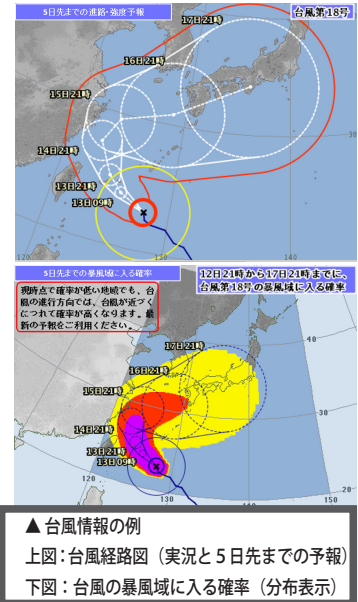 5日先までの進路・強度予報
台風第18号
17日21時
16日21時
15日21時
14日21時
13日21時
13日09時
120
130
140
5日先までの暴風域に入る確率
12日21時から17日21時までに、
台風第18号の暴風域に入る確率
現時点で確率が低い地域でも、台
風の進行方向では、台風が近づく
につれて確率が高くなります。最
新の予報をご利用ください。
17日21時
16日21時
15日21時
14日21時
13日21時
13日09時
40
30
20
120
130
140
150
▲台風情報の例
上図：台風経路図（実況と５日先までの予報）
下図：台風の暴風域に入る確率（分布表示）